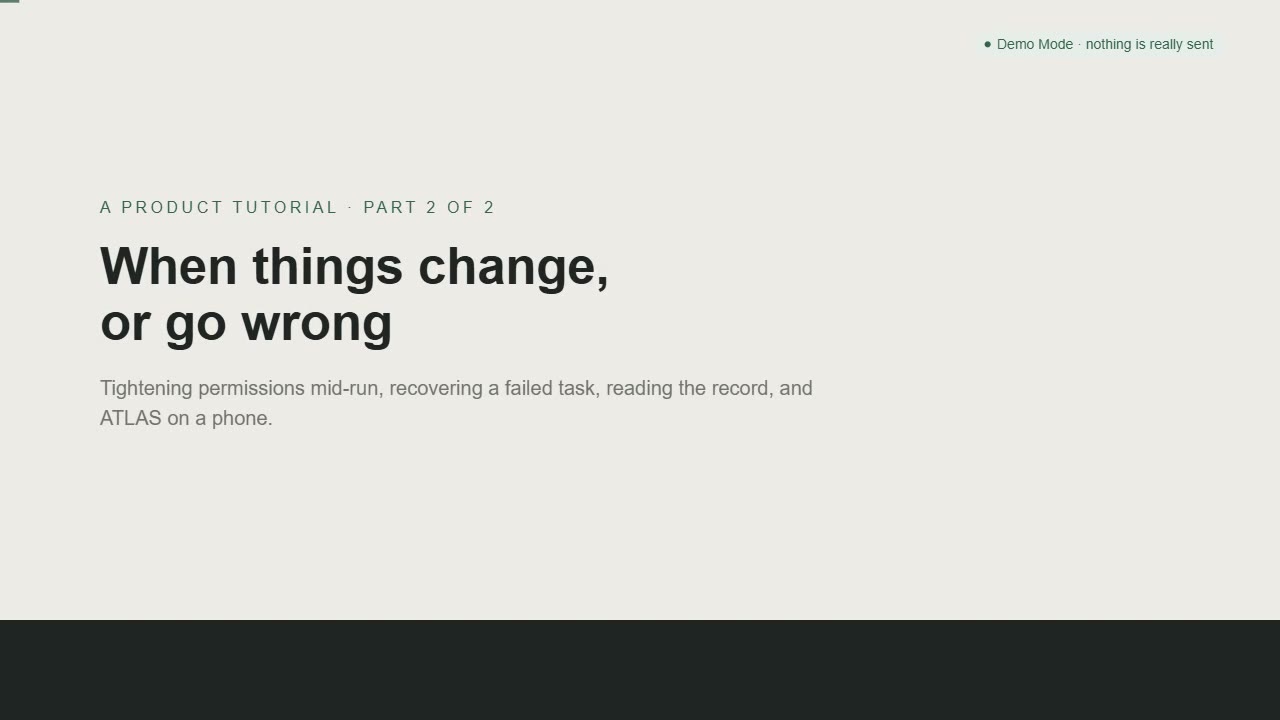 ● Demo Mode · nothing is really sent
A PRODUCT TUTORIAL · PART 2 OF 2
When things change,
or go wrong
Tightening permissions mid-run, recovering a failed task, reading the record, and
ATLAS on a phone.